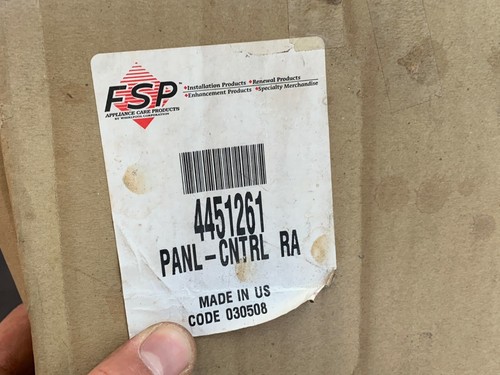 FSP™
APPLIANCE CARE PRODUCTS
BY WHIRLPOOL CORPORATION
Installation Products Renewal Products
Enhancement Products Specialty Merchandise
4451261
PANL-CNTRL RA
MADE IN US
CODE 030508